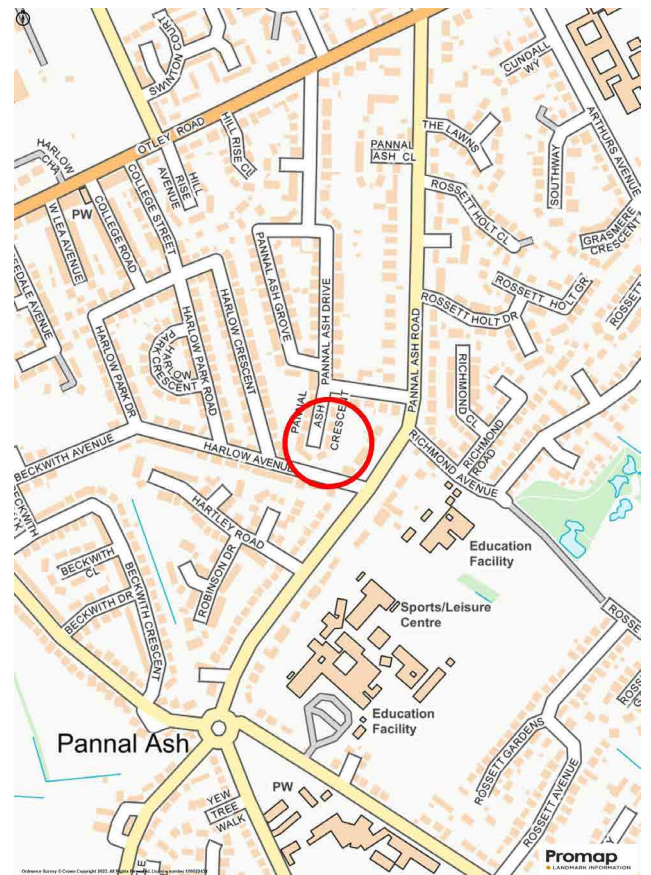 SWINTON COURT
CUNDALL
WY
OTLEY ROAD
HILL RISE CL
THE LAWNS
ARTHURS AVENUE
PANNAL
ASH CL
SOUTHWAY
HARLOW
HILL
RISE
AVENUE
PW
W LEA AVENUE
COLLEGE ROAD
COLLEGE STREET
ROSSETT HOLT CL
GRASMERE
CRESCENT
PANNAL ASH GROVE
PANNAL ASH DRIVE
PANNAL ASH ROAD
ROSSETT HOLT GR
ROSSETT HOLT DR
ROSSETT
HARLOW PARK DR
HARLOW
PARK
CRESCENT
HARLOW PARK ROAD
HARLOW CRESCENT
RICHMOND
CL
RICHMOND
ROAD
PANNAL
ASH
CRESCENT
HARLOW AVENUE
RICHMOND AVENUE
BECKWITH AVENUE
BECKWITH
HARTLEY ROAD
ROBINSON DR
Education
Facility
BECKWITH
CL
BECKWITH DR
BECKWITH CRESCENT
Sports/Leisure
Centre
Education
Facility
Pannal Ash
ROSSETT GARDENS
ROSSETT AVENUE
PW
YEW
TREE
WALK
Promap
LANDMARK INFORMATION